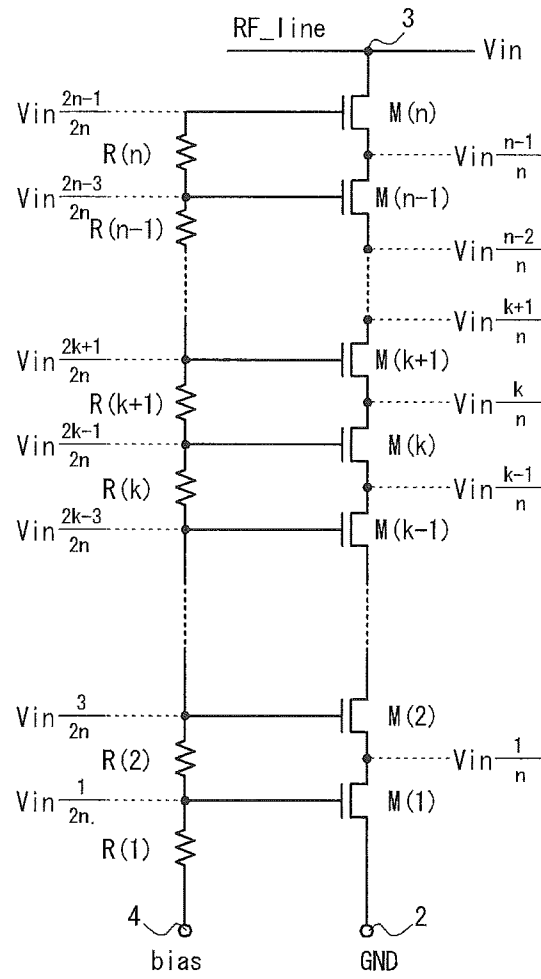 RF_line
3
Vin
Vin 2n-1/2n
M(n)
R(n)
Vin n-1/n
Vin 2n-3/2n
M(n-1)
R(n-1)
Vin n-2/n
Vin k+1/n
Vin 2k+1/2n
M(k+1)
R(k+1)
Vin k/n
Vin 2k-1/2n
M(k)
R(k)
Vin k-1/n
Vin 2k-3/2n
M(k-1)
Vin 3/2n
M(2)
R(2)
Vin 1/n
Vin 1/2n.
M(1)
R(1)
4
2
bias
GND